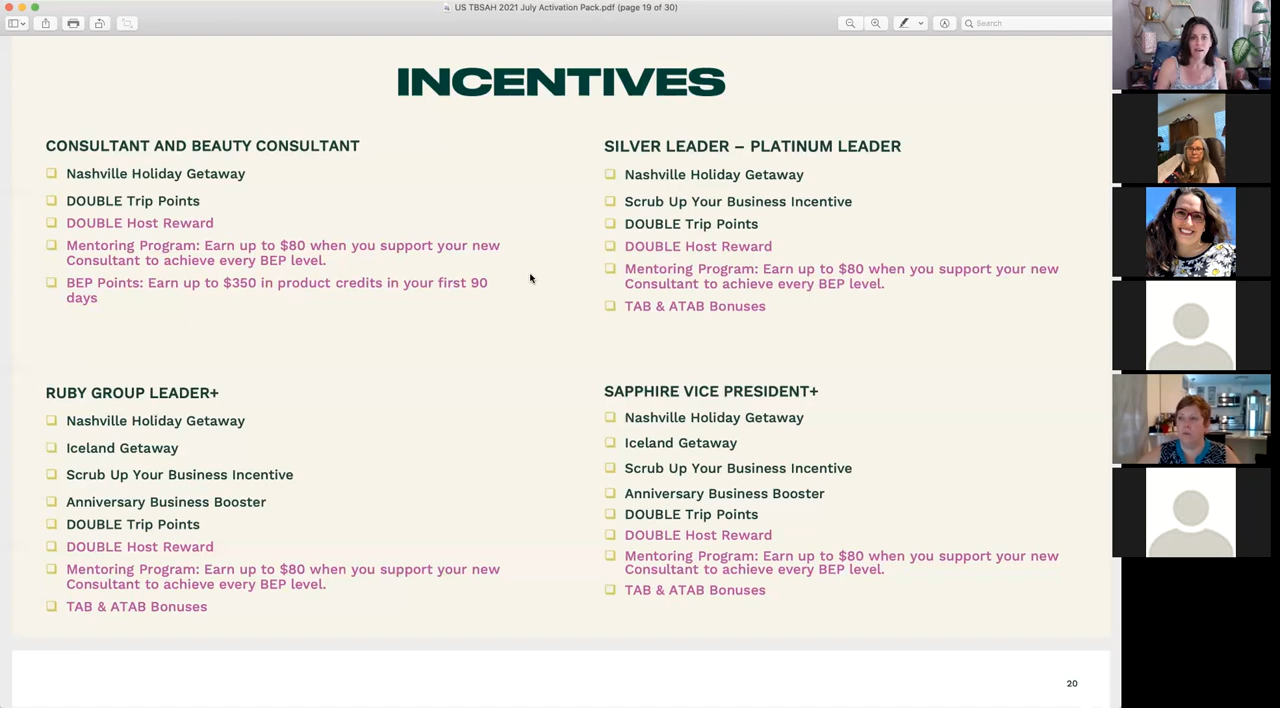 US TBSAH 2021 July Activation Pack.pdf (page 19 of 30)
Search
INCENTIVES
CONSULTANT AND BEAUTY CONSULTANT
Nashville Holiday Getaway
DOUBLE Trip Points
DOUBLE Host Reward
Mentoring Program: Earn up to $80 when you support your new
Consultant to achieve every BEP level.
BEP Points: Earn up to $350 in product credits in your first 90
days
SILVER LEADER – PLATINUM LEADER
Nashville Holiday Getaway
Scrub Up Your Business Incentive
DOUBLE Trip Points
DOUBLE Host Reward
Mentoring Program: Earn up to $80 when you support your new
Consultant to achieve every BEP level.
TAB & ATAB Bonuses
RUBY GROUP LEADER+
Nashville Holiday Getaway
Iceland Getaway
Scrub Up Your Business Incentive
Anniversary Business Booster
DOUBLE Trip Points
DOUBLE Host Reward
Mentoring Program: Earn up to $80 when you support your new
Consultant to achieve every BEP level.
TAB & ATAB Bonuses
SAPPHIRE VICE PRESIDENT+
Nashville Holiday Getaway
Iceland Getaway
Scrub Up Your Business Incentive
Anniversary Business Booster
DOUBLE Trip Points
DOUBLE Host Reward
Mentoring Program: Earn up to $80 when you support your new
Consultant to achieve every BEP level.
TAB & ATAB Bonuses
20